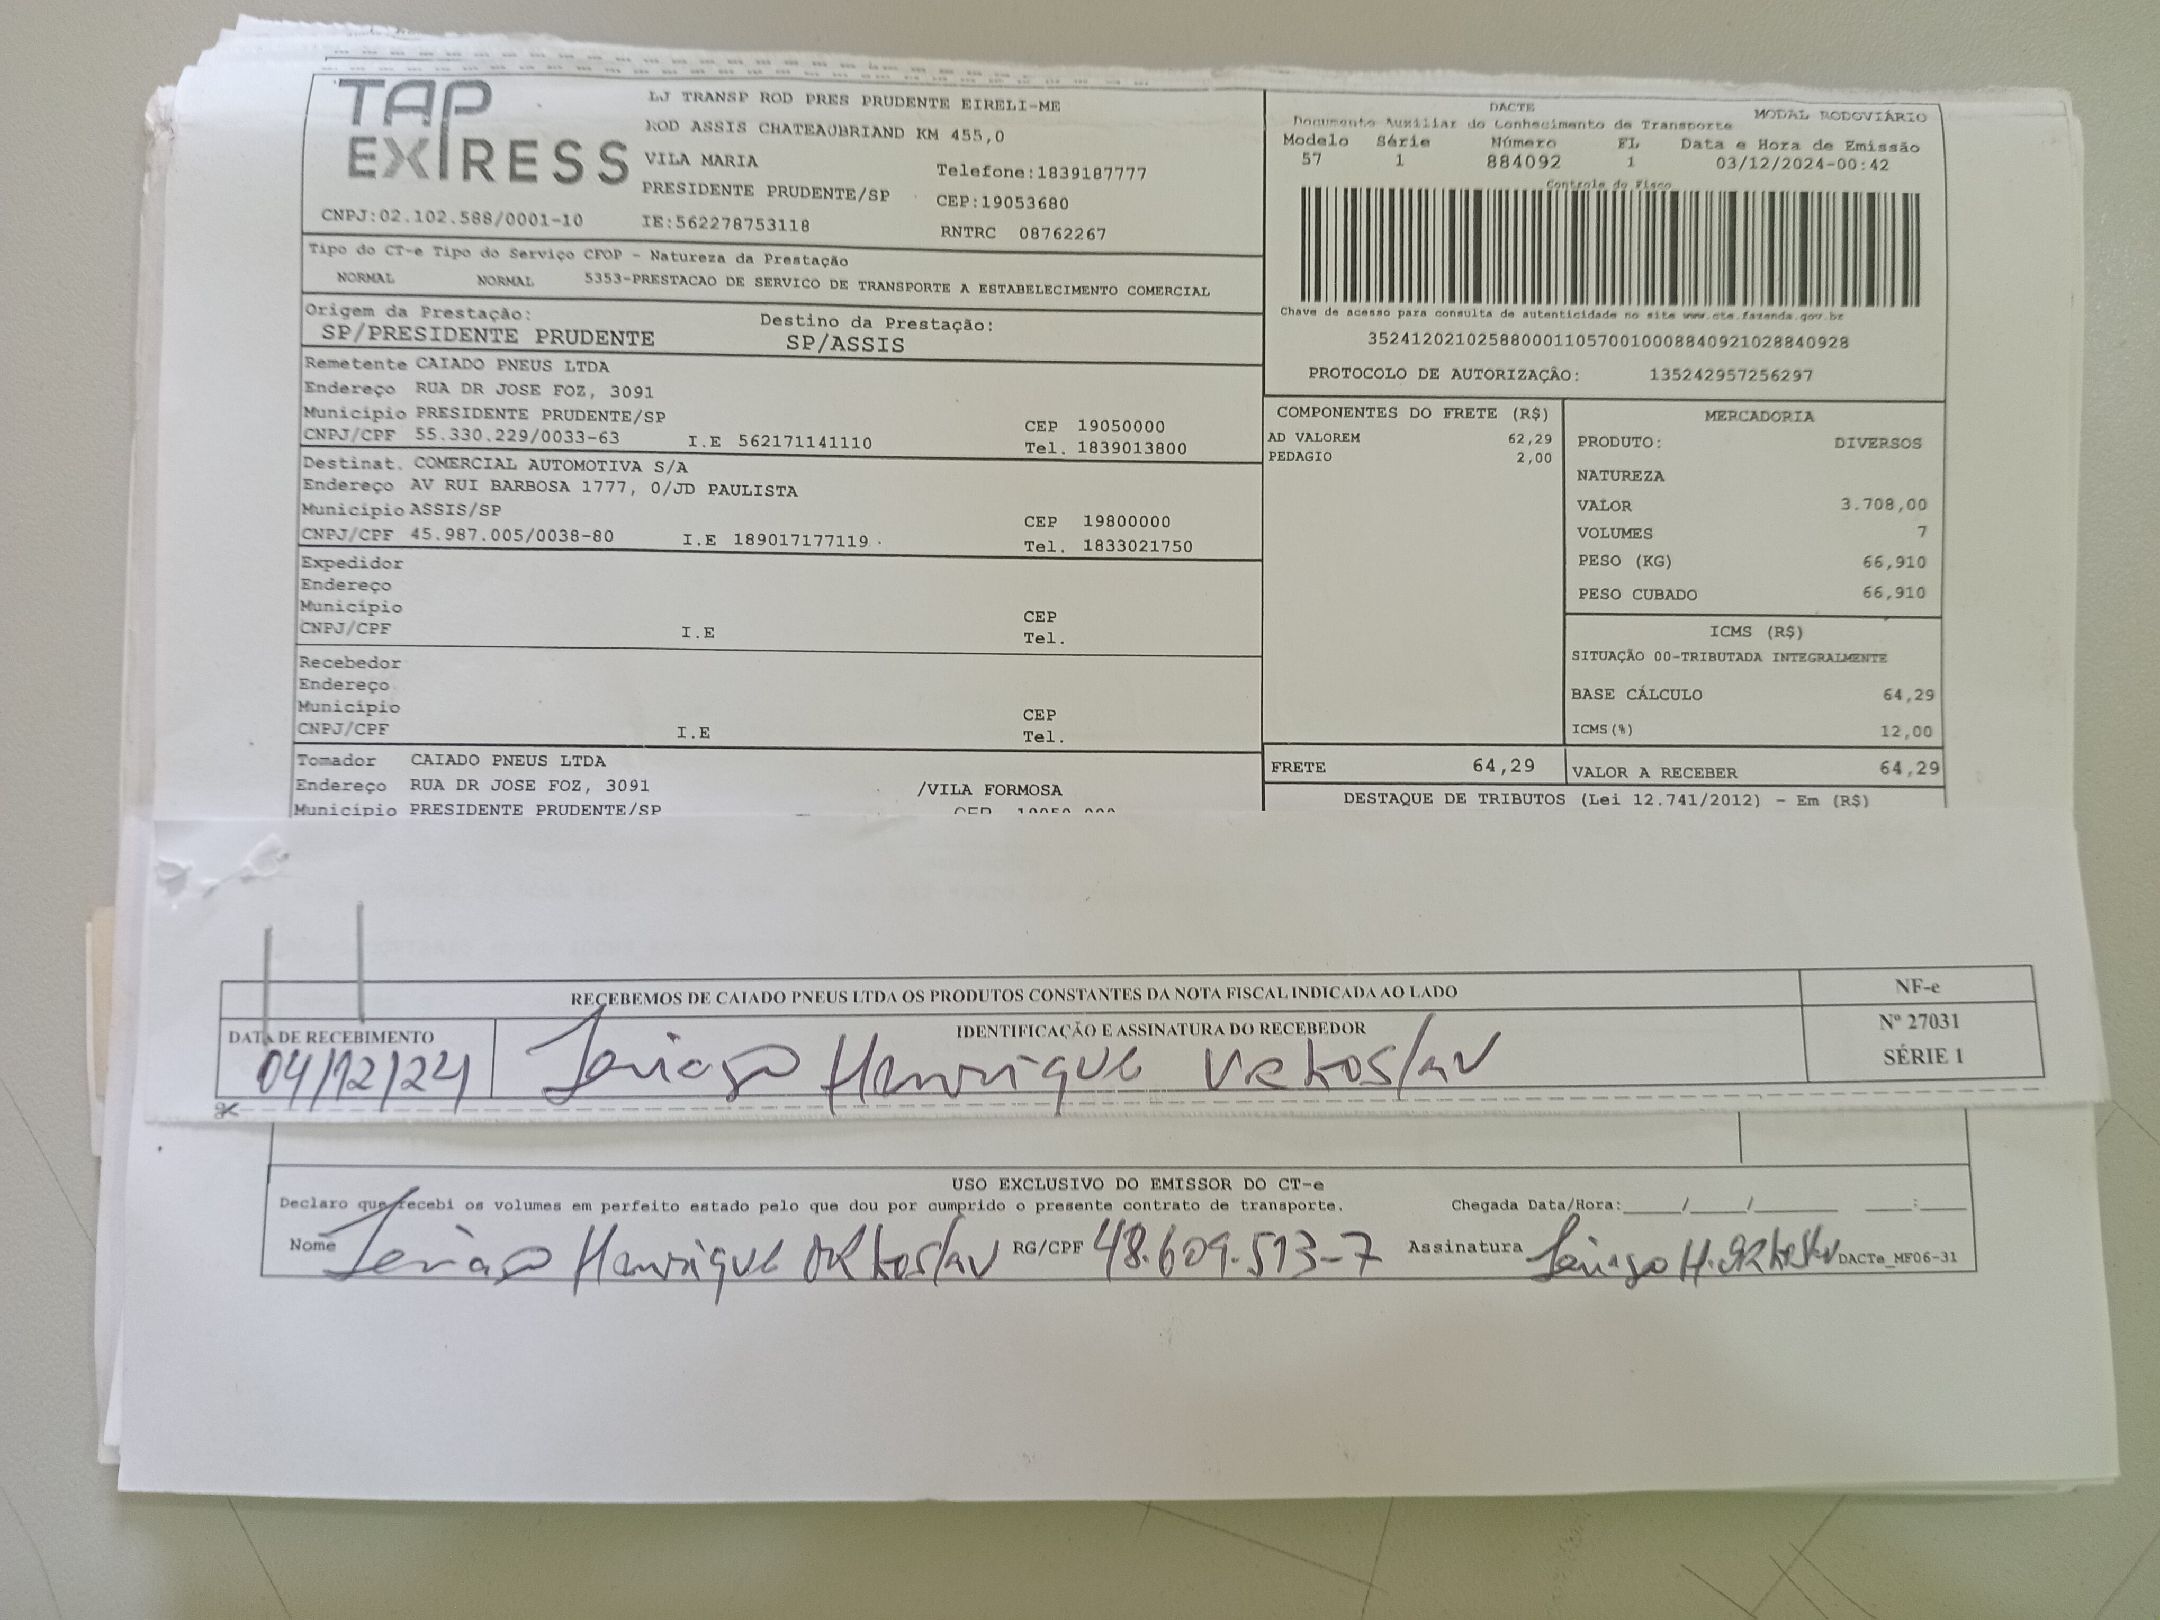 TAP
EXPRESS
LJ TRANSP ROD PRES PRUDENTE EIRELI-ME
ROD ASSIS CHATEAUBRIAND KM 455,0
VILA MARIA
Telefone:1839187777
PRESIDENTE PRUDENTE/SP
CEP:19053680
CNPJ:02.102.588/0001-10
IE:562278753118
RNTRC 08762267
DACTE
MODAL RODOVIÁRIO
Documento Auxiliar do Conhecimento de Transporte
Modelo Série Número FL Data e Hora de Emissão
57 1 884092 1 03/12/2024-00:42
Controle do Fisco
Chave de acesso para consulta de autenticidade no site www.cte.fazenda.gov.br
35241202102588000110570010008840921028840928
PROTOCOLO DE AUTORIZAÇÃO: 135242957256297
Tipo do CT-e Tipo do Serviço CFOP - Natureza da Prestação
NORMAL NORMAL 5353-PRESTACAO DE SERVICO DE TRANSPORTE A ESTABELECIMENTO COMERCIAL
Origem da Prestação: Destino da Prestação:
SP/PRESIDENTE PRUDENTE SP/ASSIS
Remetente CAIADO PNEUS LTDA
Endereço RUA DR JOSE FOZ, 3091
Município PRESIDENTE PRUDENTE/SP CEP 19050000
CNPJ/CPF 55.330.229/0033-63 I.E 562171141110 Tel. 1839013800
Destinat. COMERCIAL AUTOMOTIVA S/A
Endereço AV RUI BARBOSA 1777, 0/JD PAULISTA
Município ASSIS/SP CEP 19800000
CNPJ/CPF 45.987.005/0038-80 I.E 189017177119 Tel. 1833021750
Expedidor
Endereço
Município CEP
CNPJ/CPF I.E Tel.
Recebedor
Endereço
Município CEP
CNPJ/CPF I.E Tel.
Tomador CAIADO PNEUS LTDA
Endereço RUA DR JOSE FOZ, 3091 /VILA FORMOSA
Município PRESIDENTE PRUDENTE/SP
COMPONENTES DO FRETE (R$)
AD VALOREM 62,29
PEDAGIO 2,00
MERCADORIA
PRODUTO: DIVERSOS
NATUREZA
VALOR 3.708,00
VOLUMES 7
PESO (KG) 66,910
PESO CUBADO 66,910
ICMS (R$)
SITUAÇÃO 00-TRIBUTADA INTEGRALMENTE
BASE CÁLCULO 64,29
ICMS(%) 12,00
FRETE 64,29
VALOR A RECEBER 64,29
DESTAQUE DE TRIBUTOS (Lei 12.741/2012) - Em (R$)
RECEBEMOS DE CAIADO PNEUS LTDA OS PRODUTOS CONSTANTES DA NOTA FISCAL INDICADA AO LADO
NF-e
Nº 27031
SÉRIE 1
DATA DE RECEBIMENTO
04/12/24
IDENTIFICAÇÃO E ASSINATURA DO RECEBEDOR
Henrique
USO EXCLUSIVO DO EMISSOR DO CT-e
Declaro que recebi os volumes em perfeito estado pelo que dou por cumprido o presente contrato de transporte. Chegada Data/Hora:_____/_____/_______ ____:____
Nome Henrique RG/CPF 48.609.513-7 Assinatura DACTe_MF06-31